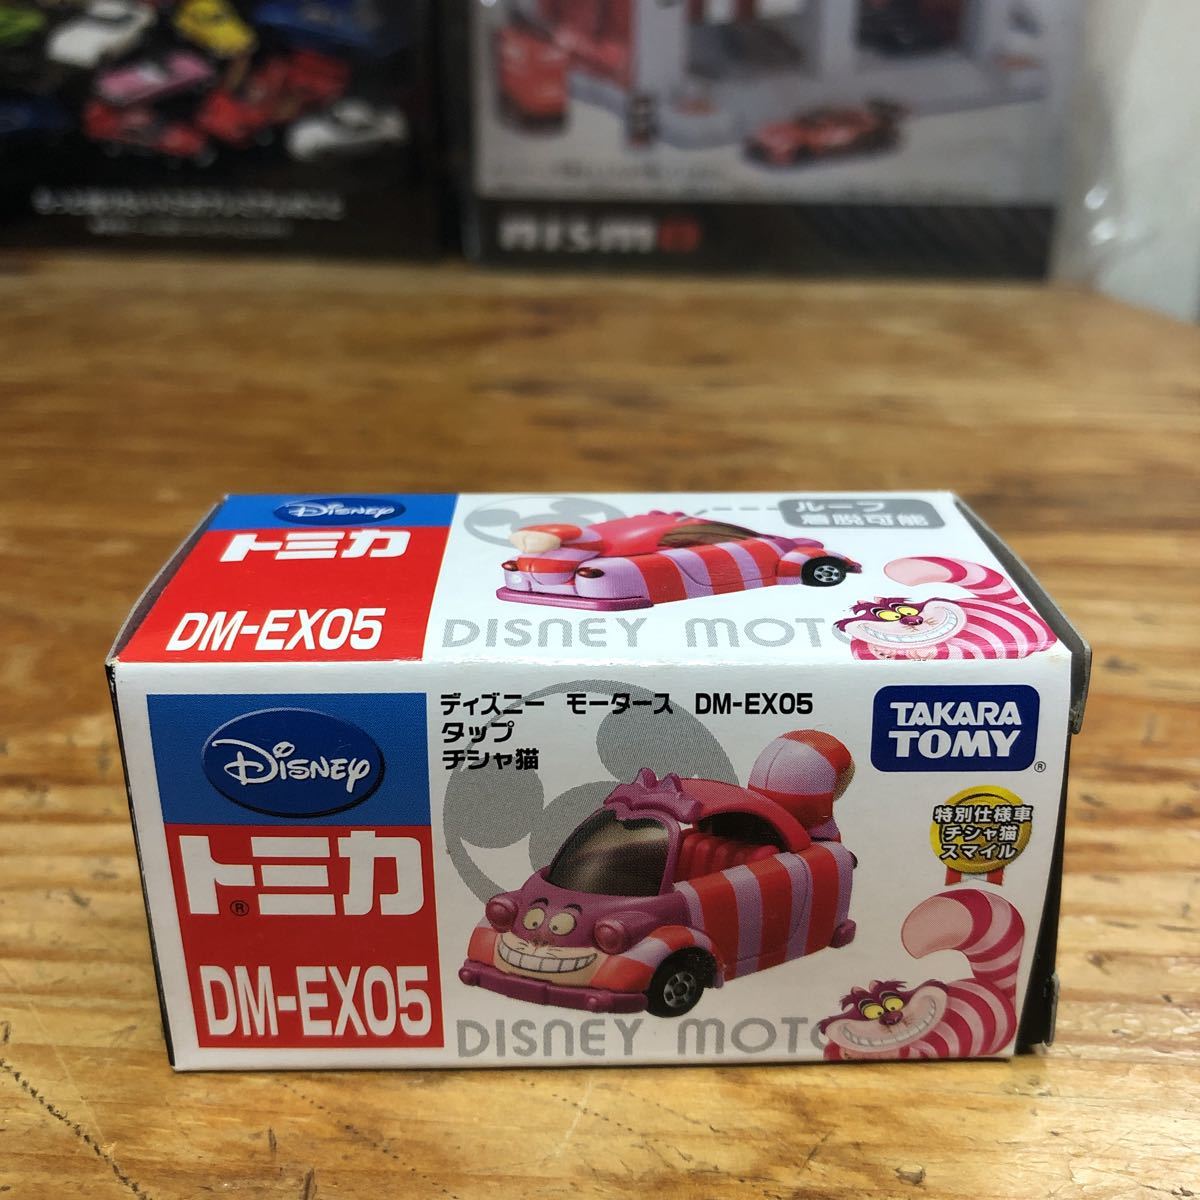 nismo
DISNEY
トミカ
DM-EX05
ループ
着脱可能
DISNEY MOTO
DISNEY
トミカ
®
DM-EX05
ディズニー モータース DM-EX05
タップ
チシャ猫
TAKARA
TOMY
®
特別仕様車
チシャ猫
スマイル
DISNEY MOTO